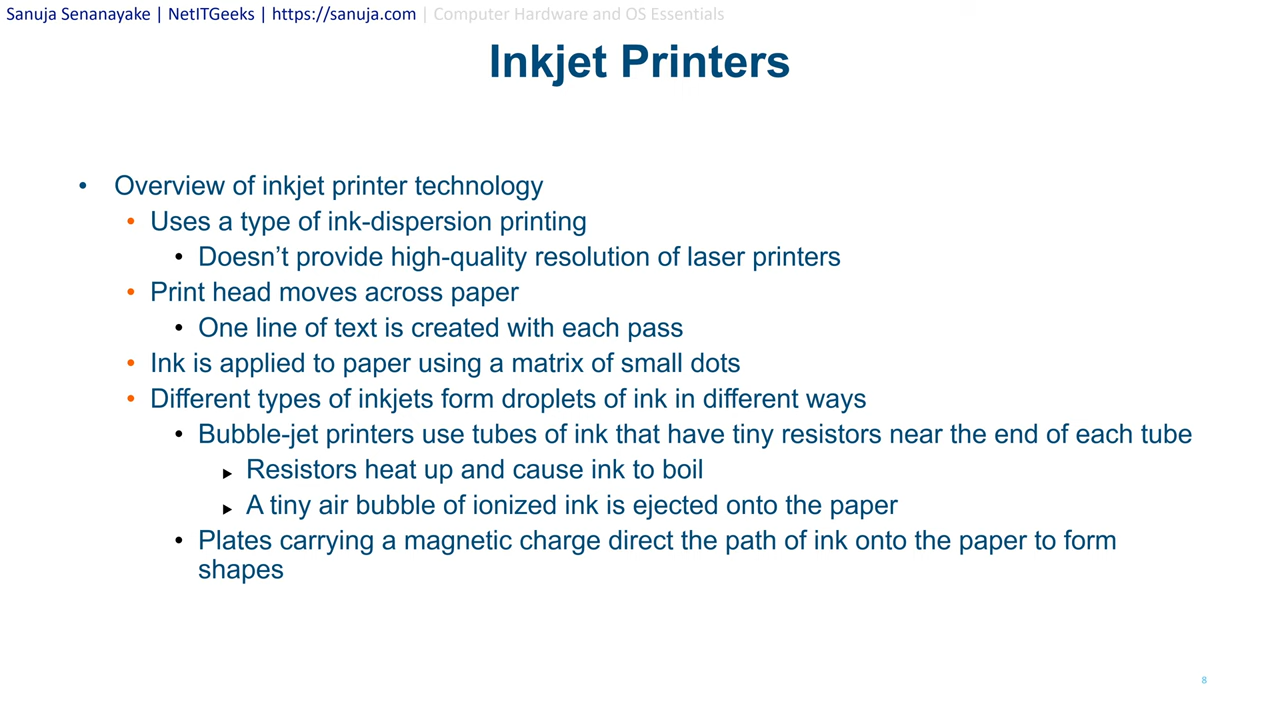 Sanuja Senanayake | NetITGeeks | https://sanuja.com | Computer Hardware and OS Essentials
Inkjet Printers
• Overview of inkjet printer technology
• Uses a type of ink-dispersion printing
• Doesn’t provide high-quality resolution of laser printers
• Print head moves across paper
• One line of text is created with each pass
• Ink is applied to paper using a matrix of small dots
• Different types of inkjets form droplets of ink in different ways
• Bubble-jet printers use tubes of ink that have tiny resistors near the end of each tube
▶ Resistors heat up and cause ink to boil
▶ A tiny air bubble of ionized ink is ejected onto the paper
• Plates carrying a magnetic charge direct the path of ink onto the paper to form
shapes
8